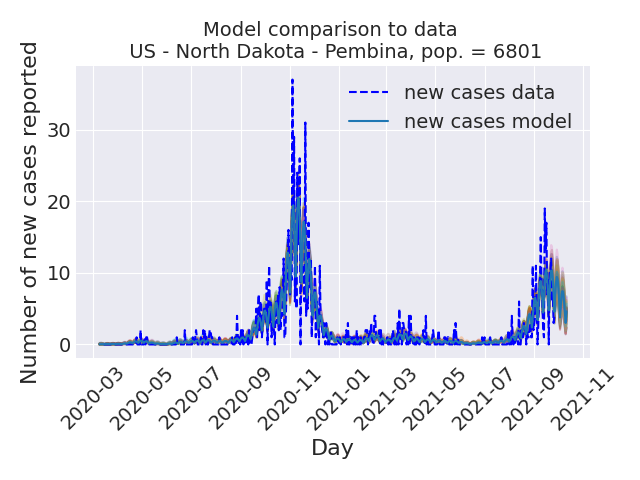 Model comparison to data
US - North Dakota - Pembina, pop. = 6801
new cases data
new cases model
Number of new cases reported
30
20
10
0
2020-03
2020-05
2020-07
2020-09
2020-11
2021-01
2021-03
2021-05
2021-07
2021-09
2021-11
Day